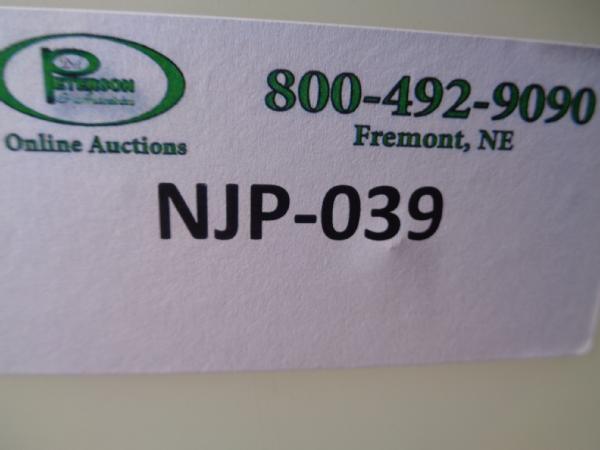 PETERSON
Online Auctions
800-492-9090
Fremont, NE
NJP-039